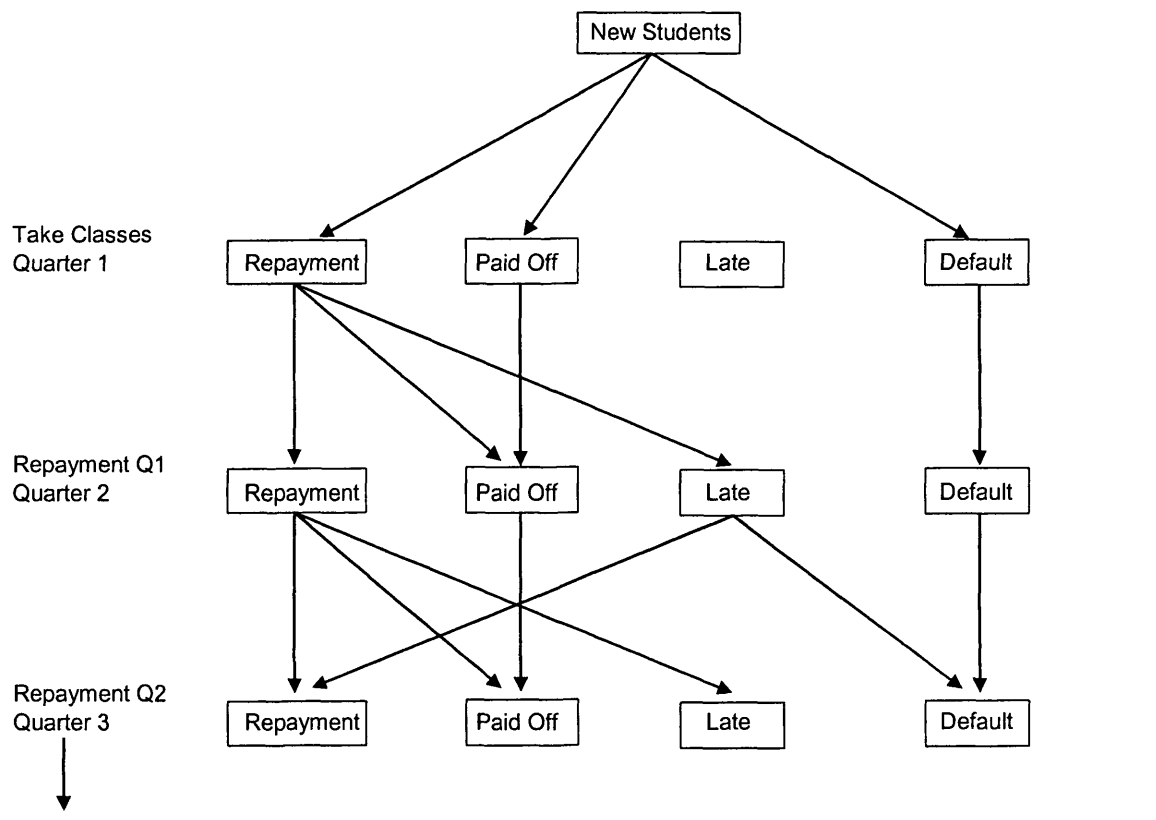 New Students
Take Classes
Quarter 1
Repayment
Paid Off
Late
Default
Repayment Q1
Quarter 2
Repayment
Paid Off
Late
Default
Repayment Q2
Quarter 3
Repayment
Paid Off
Late
Default